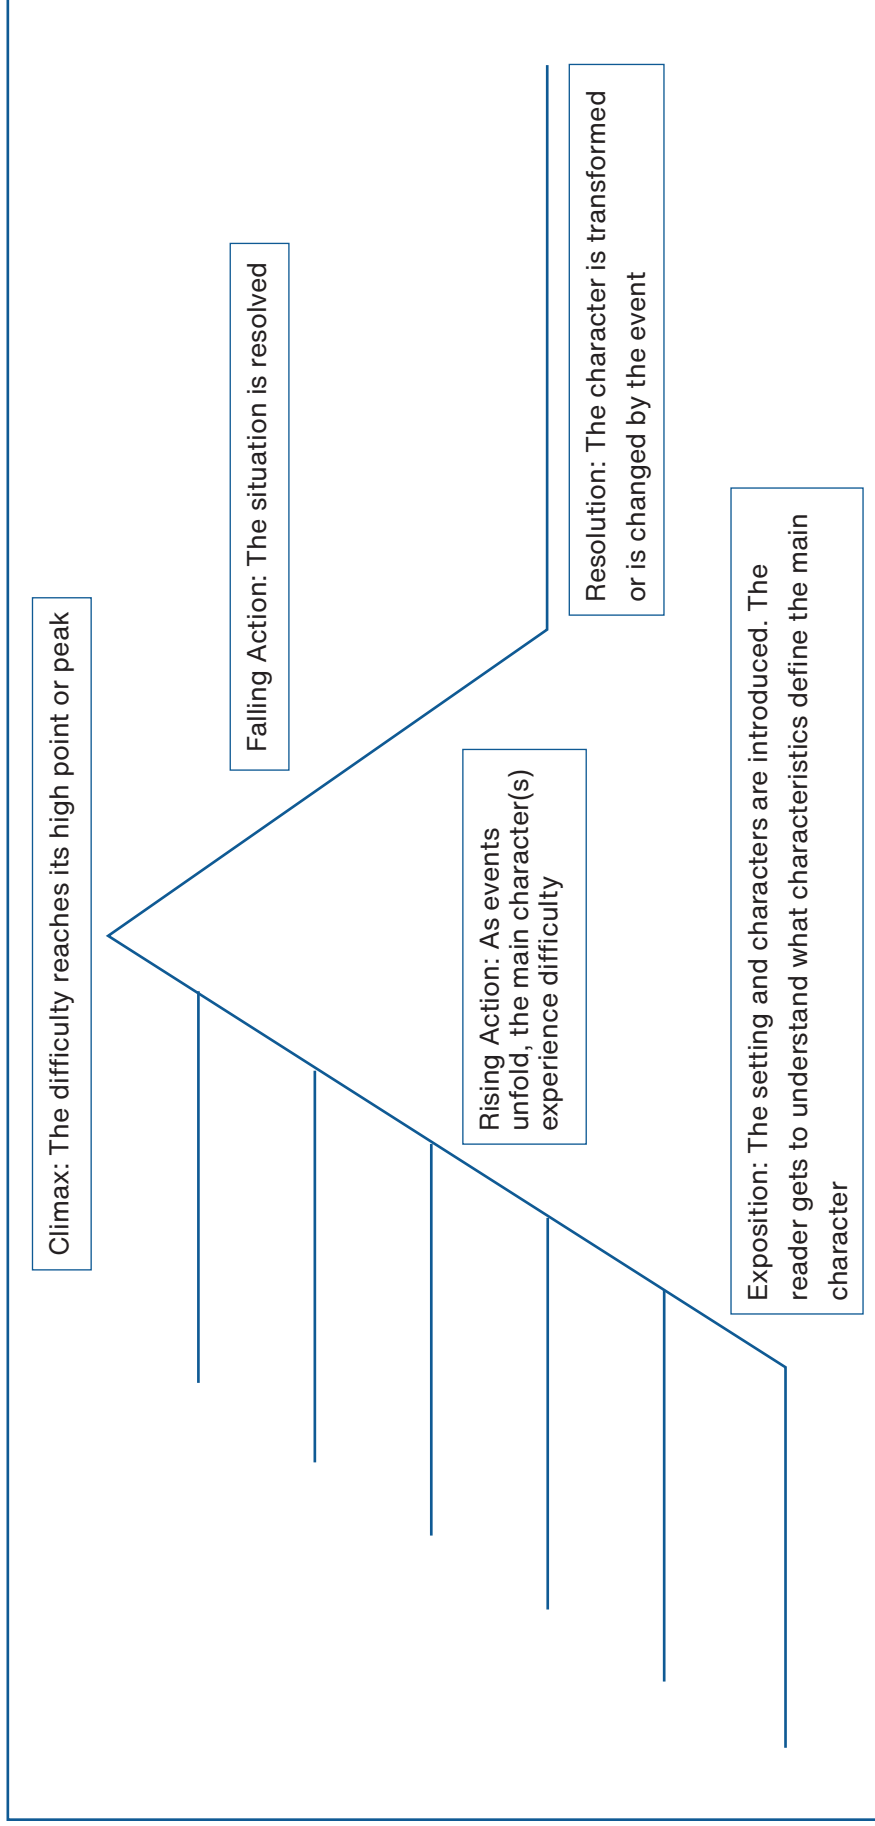 Climax: The difficulty reaches its high point or peak
Falling Action: The situation is resolved
Rising Action: As events
unfold, the main character(s)
experience difficulty
Resolution: The character is transformed
or is changed by the event
Exposition: The setting and characters are introduced. The
reader gets to understand what characteristics define the main
character